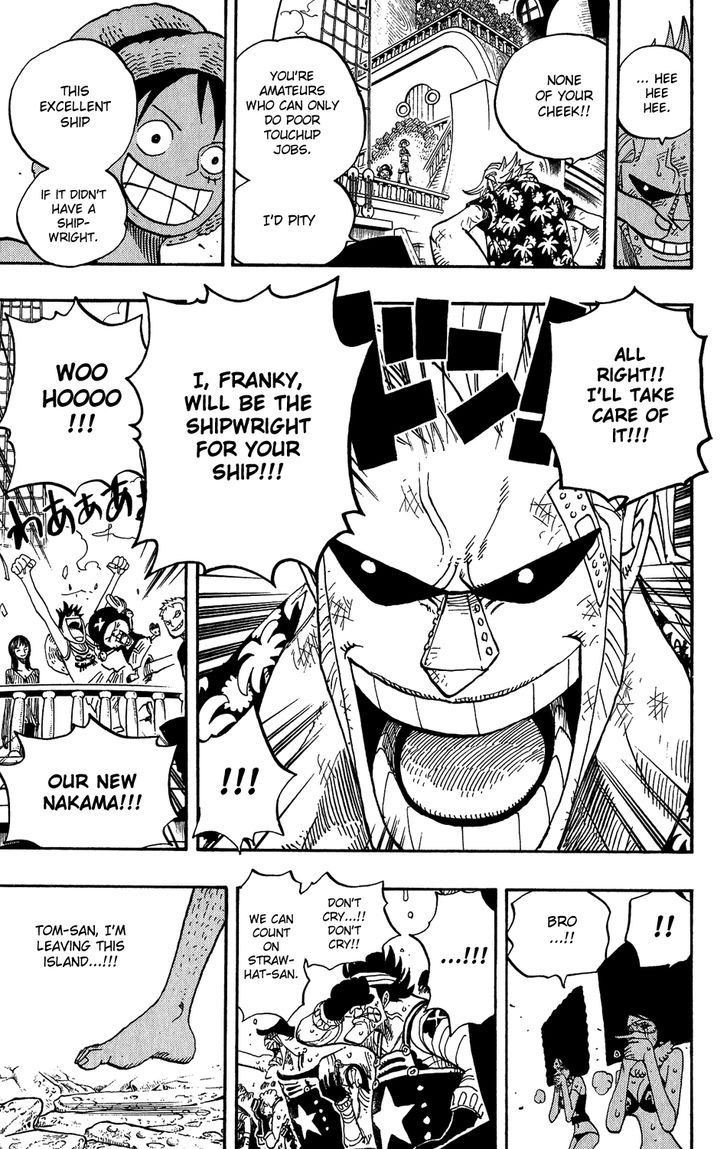 ... HEE
HEE
HEE.
NONE
OF YOUR
CHEEK!!
YOU'RE
AMATEURS
WHO CAN ONLY
DO POOR
TOUCHUP
JOBS.
I'D PITY
THIS
EXCELLENT
SHIP
IF IT DIDN'T
HAVE A
SHIP-
WRIGHT.
ALL
RIGHT!!
I'LL TAKE
CARE OF
IT!!!
I, FRANKY,
WILL BE THE
SHIPWRIGHT
FOR YOUR
SHIP!!!
!!!
WOO
HOOOO
!!!
わあああああ
OUR NEW
NAKAMA!!!
!!
BRO
...!!
...!!!
DON'T
CRY...!!
DON'T
CRY!!
WE CAN
COUNT
ON
STRAW-
HAT-SAN.
TOM-SAN, I'M
LEAVING THIS
ISLAND...!!!